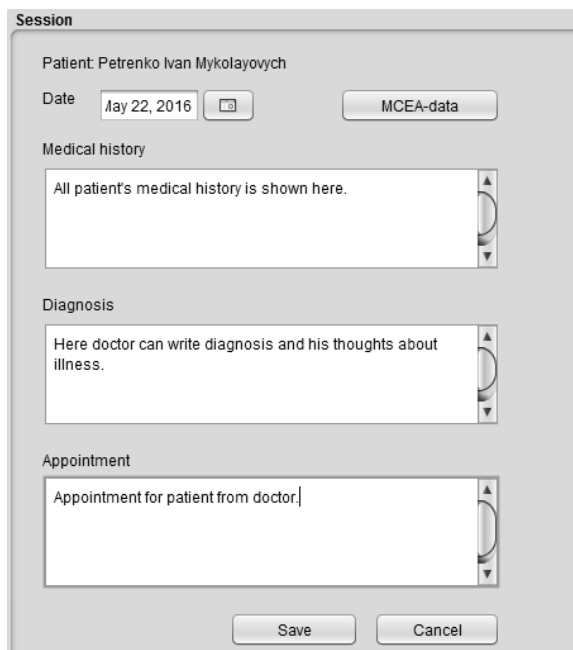 Session
Patient: Petrenko Ivan Mykolayovych
Date May 22, 2016 MCEA-data
Medical history
All patient's medical history is shown here.
Diagnosis
Here doctor can write diagnosis and his thoughts about
illness.
Appointment
Appointment for patient from doctor.
Save Cancel